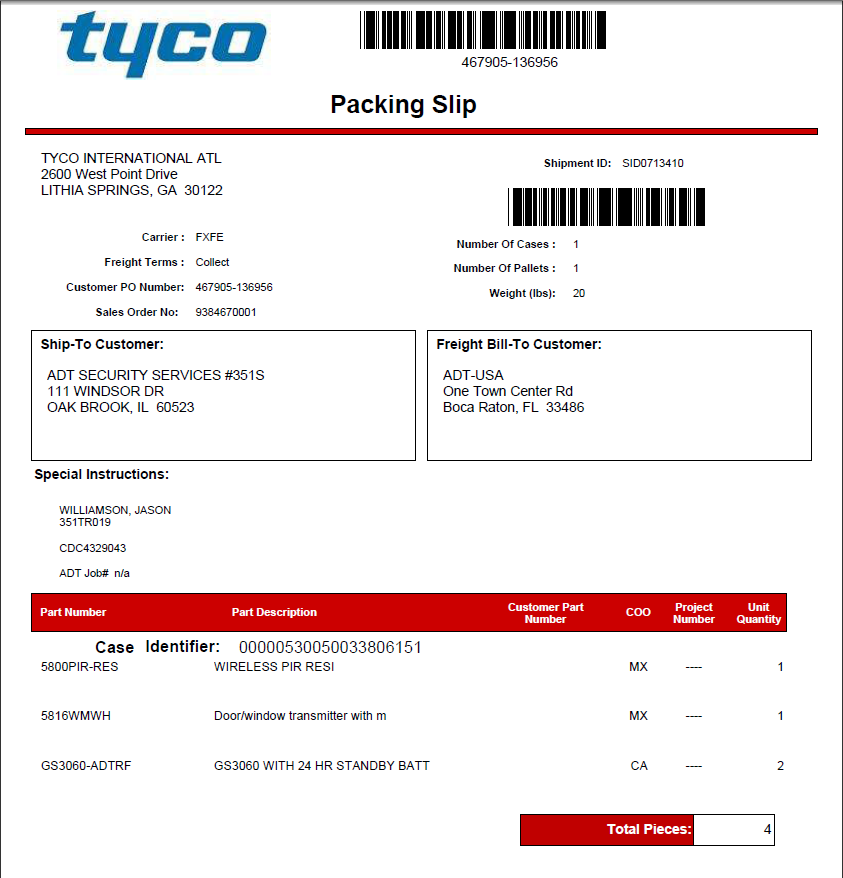 tyco
467905-136956
Packing Slip
TYCO INTERNATIONAL ATL
2600 West Point Drive
LITHIA SPRINGS, GA 30122
Shipment ID: SID0713410
Carrier : FXFE
Freight Terms : Collect
Customer PO Number: 467905-136956
Sales Order No: 9384670001
Number Of Cases : 1
Number Of Pallets : 1
Weight (lbs): 20
Ship-To Customer:
ADT SECURITY SERVICES #351S
111 WINDSOR DR
OAK BROOK, IL 60523
Freight Bill-To Customer:
ADT-USA
One Town Center Rd
Boca Raton, FL 33486
Special Instructions:
WILLIAMSON, JASON
351TR019
CDC4329043
ADT Job# n/a
Part Number Part Description Customer Part Number COO Project Number Unit Quantity
Case Identifier: 00000530050033806151
5800PIR-RES WIRELESS PIR RESI MX ---- 1
5816WMWH Door/window transmitter with m MX ---- 1
GS3060-ADTRF GS3060 WITH 24 HR STANDBY BATT CA ---- 2
Total Pieces: 4